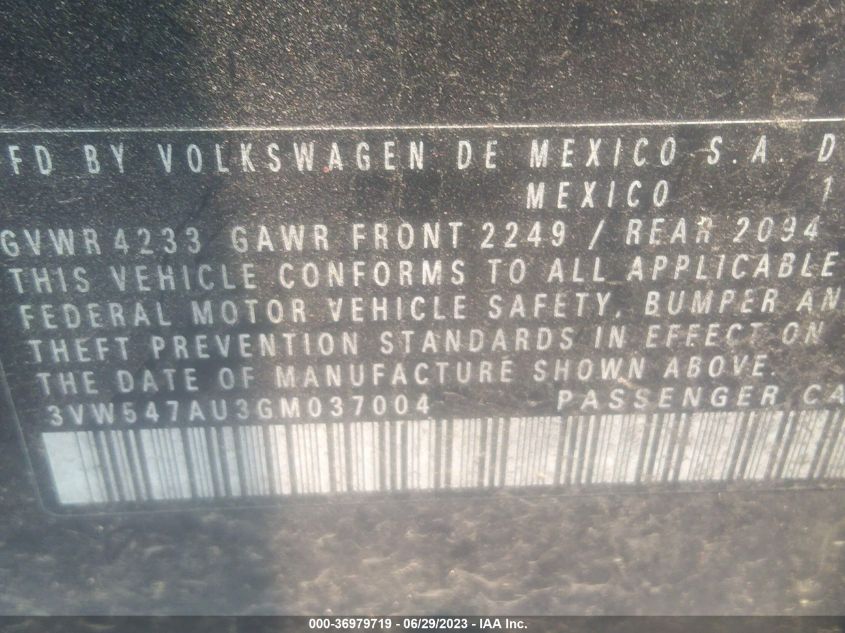 FD BY VOLKSWAGEN DE MEXICO S.A. D
MEXICO 1
GVWR 4233 GAWR FRONT 2249 / REAR 2094
THIS VEHICLE CONFORMS TO ALL APPLICABLE
FEDERAL MOTOR VEHICLE SAFETY, BUMPER AN
THEFT PREVENTION STANDARDS IN EFFECT ON
THE DATE OF MANUFACTURE SHOWN ABOVE.
3VW547AU3GM037004 PASSENGER CA
000-36979719 - 06/29/2023 - IAA Inc.